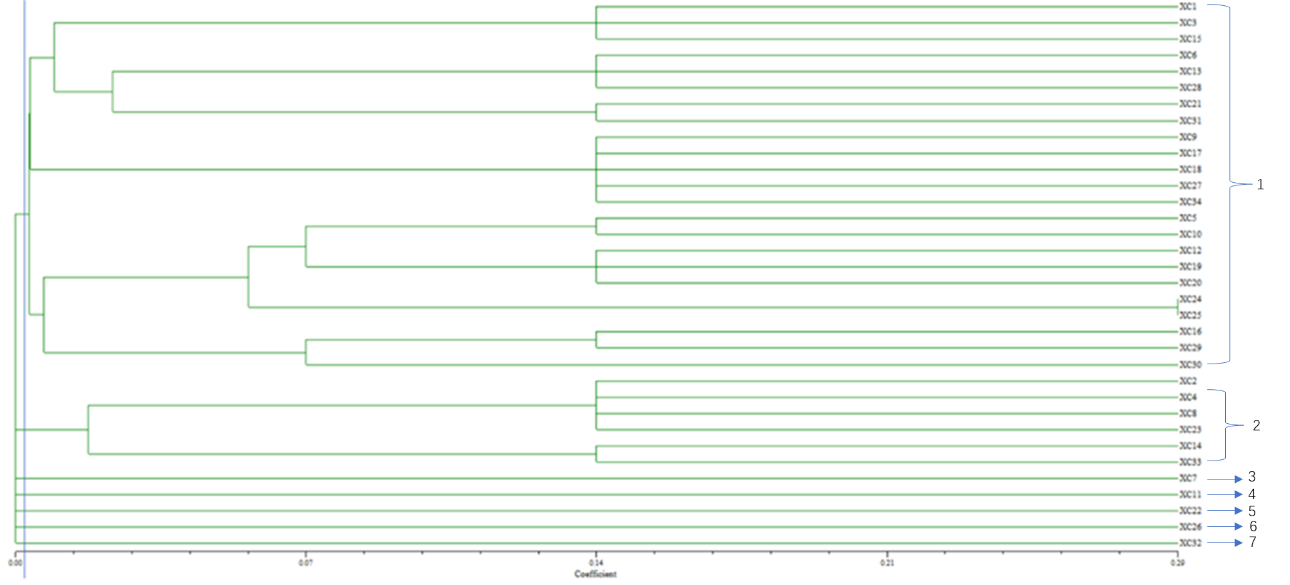 XC1
XC3
XC15
XC6
XC13
XC28
XC21
XC31
XC9
XC17
XC18
XC27
XC34
XC5
XC10
XC12
XC19
XC20
XC24
XC25
XC16
XC29
XC30
XC2
XC4
XC8
XC23
XC14
XC33
XC7
XC11
XC22
XC26
XC32
1
2
3
4
5
6
7
0.00 0.07 0.14 0.21 0.29
Coefficient